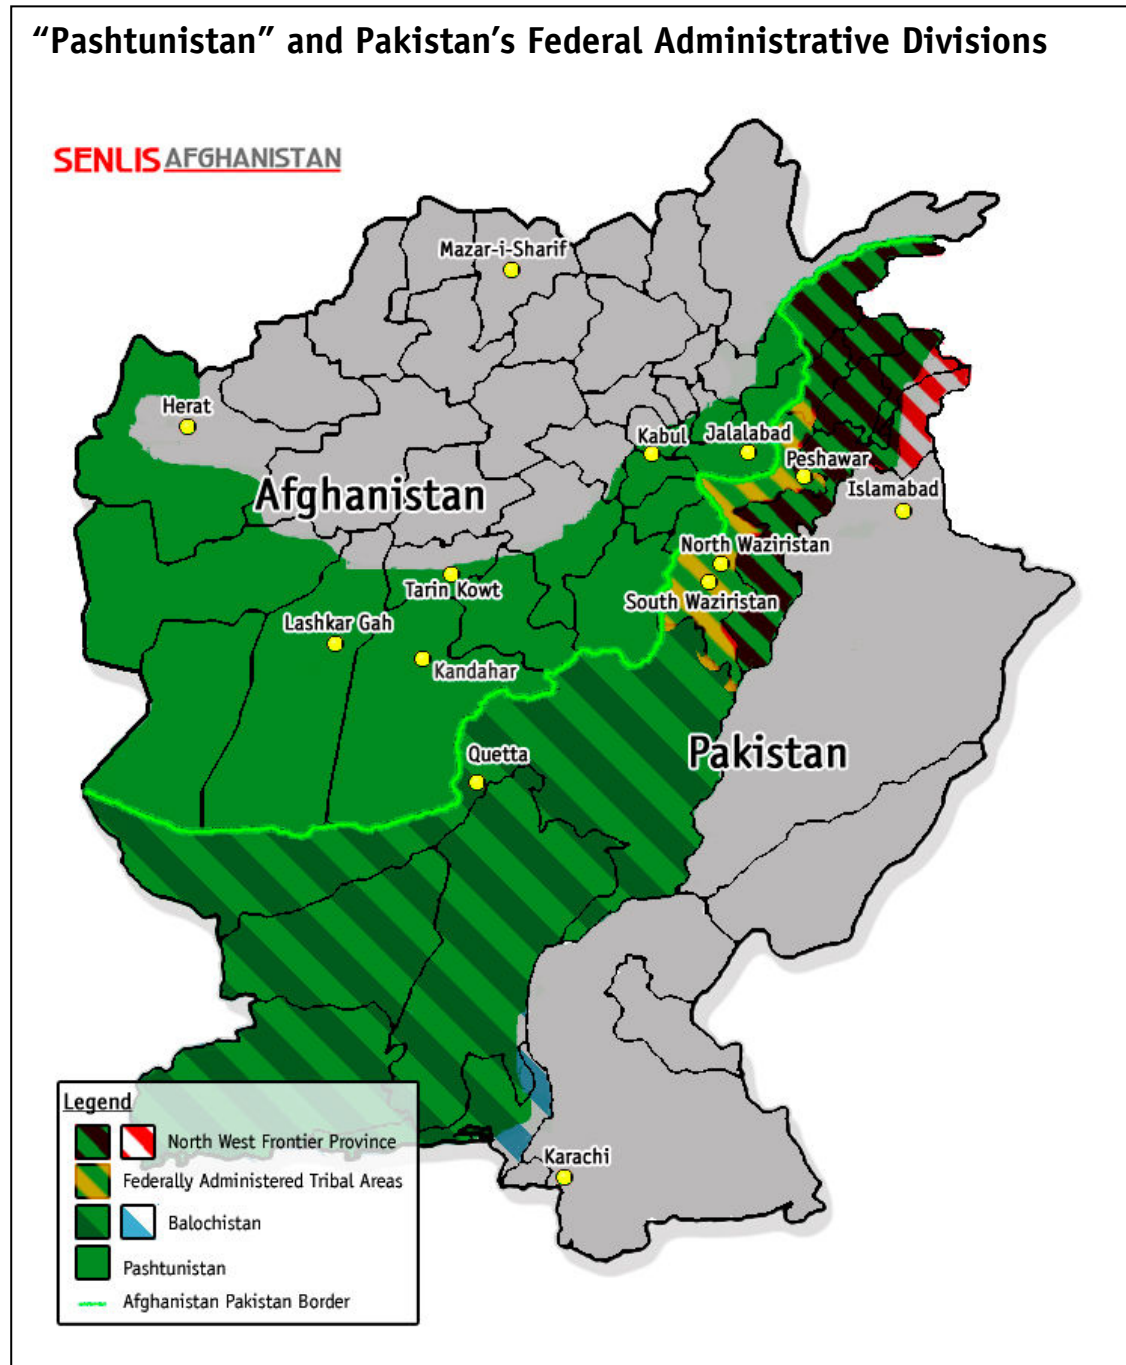 “Pashtunistan” and Pakistan’s Federal Administrative Divisions
SENLIS AFGHANISTAN
Mazar-i-Sharif
Herat
Kabul
Jalalabad
Peshawar
Islamabad
Afghanistan
North Waziristan
South Waziristan
Tarin Kowt
Lashkar Gah
Kandahar
Quetta
Pakistan
Karachi
Legend
North West Frontier Province
Federally Administered Tribal Areas
Balochistan
Pashtunistan
Afghanistan Pakistan Border